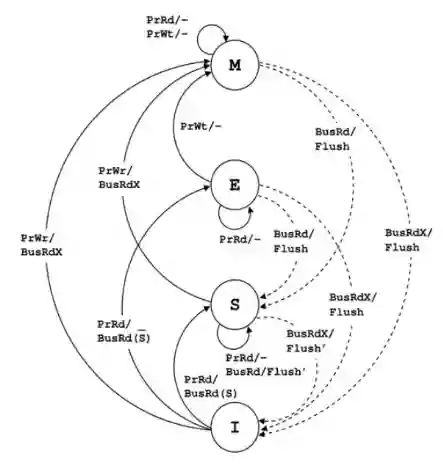 PrRd/—
PrWt/—
M
BusRd/
Flush
PrWt/—
PrWr/
BusRdX
E
PrRd/—
BusRd/
Flush
PrWr/
BusRdX
BusRdX/
Flush
BusRdX/
Flush
S
PrRd/
BusRd(S̅)
BusRdX/
Flush'
PrRd/—
BusRd/Flush'
PrRd/
BusRd(S)
I